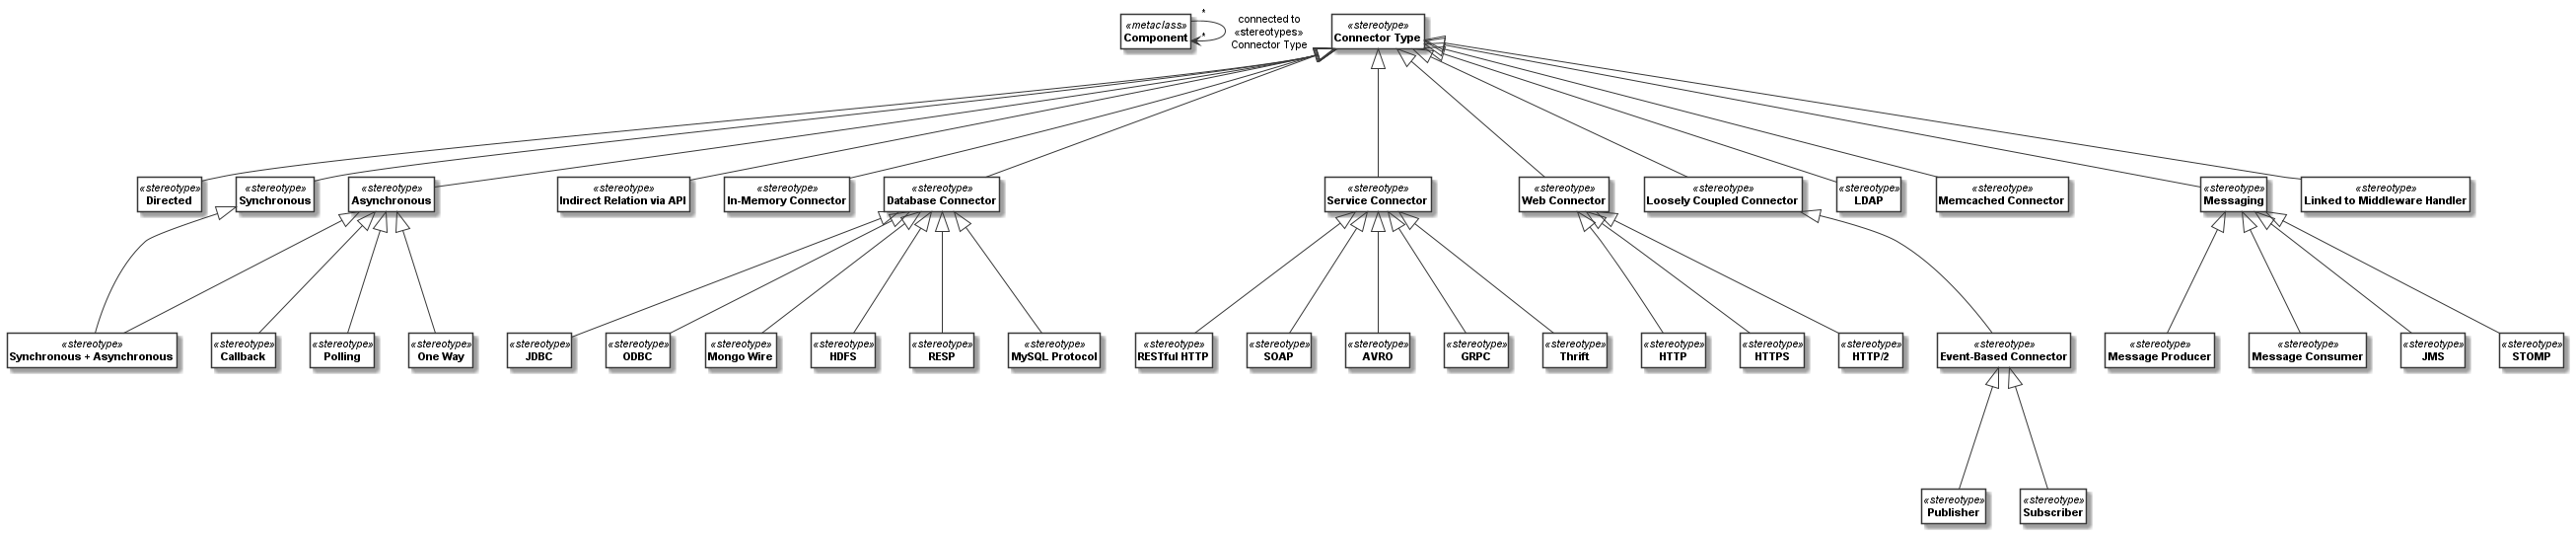 «metaclass»
Component
*
*
connected to
«stereotypes»
Connector Type
«stereotype»
Connector Type
«stereotype»
Directed
«stereotype»
Synchronous
«stereotype»
Asynchronous
«stereotype»
Indirect Relation via API
«stereotype»
In-Memory Connector
«stereotype»
Database Connector
«stereotype»
Service Connector
«stereotype»
Web Connector
«stereotype»
Loosely Coupled Connector
«stereotype»
LDAP
«stereotype»
Memcached Connector
«stereotype»
Messaging
«stereotype»
Linked to Middleware Handler
«stereotype»
Synchronous + Asynchronous
«stereotype»
Callback
«stereotype»
Polling
«stereotype»
One Way
«stereotype»
JDBC
«stereotype»
ODBC
«stereotype»
Mongo Wire
«stereotype»
HDFS
«stereotype»
RESP
«stereotype»
MySQL Protocol
«stereotype»
RESTful HTTP
«stereotype»
SOAP
«stereotype»
AVRO
«stereotype»
GRPC
«stereotype»
Thrift
«stereotype»
HTTP
«stereotype»
HTTPS
«stereotype»
HTTP/2
«stereotype»
Event-Based Connector
«stereotype»
Message Producer
«stereotype»
Message Consumer
«stereotype»
JMS
«stereotype»
STOMP
«stereotype»
Publisher
«stereotype»
Subscriber